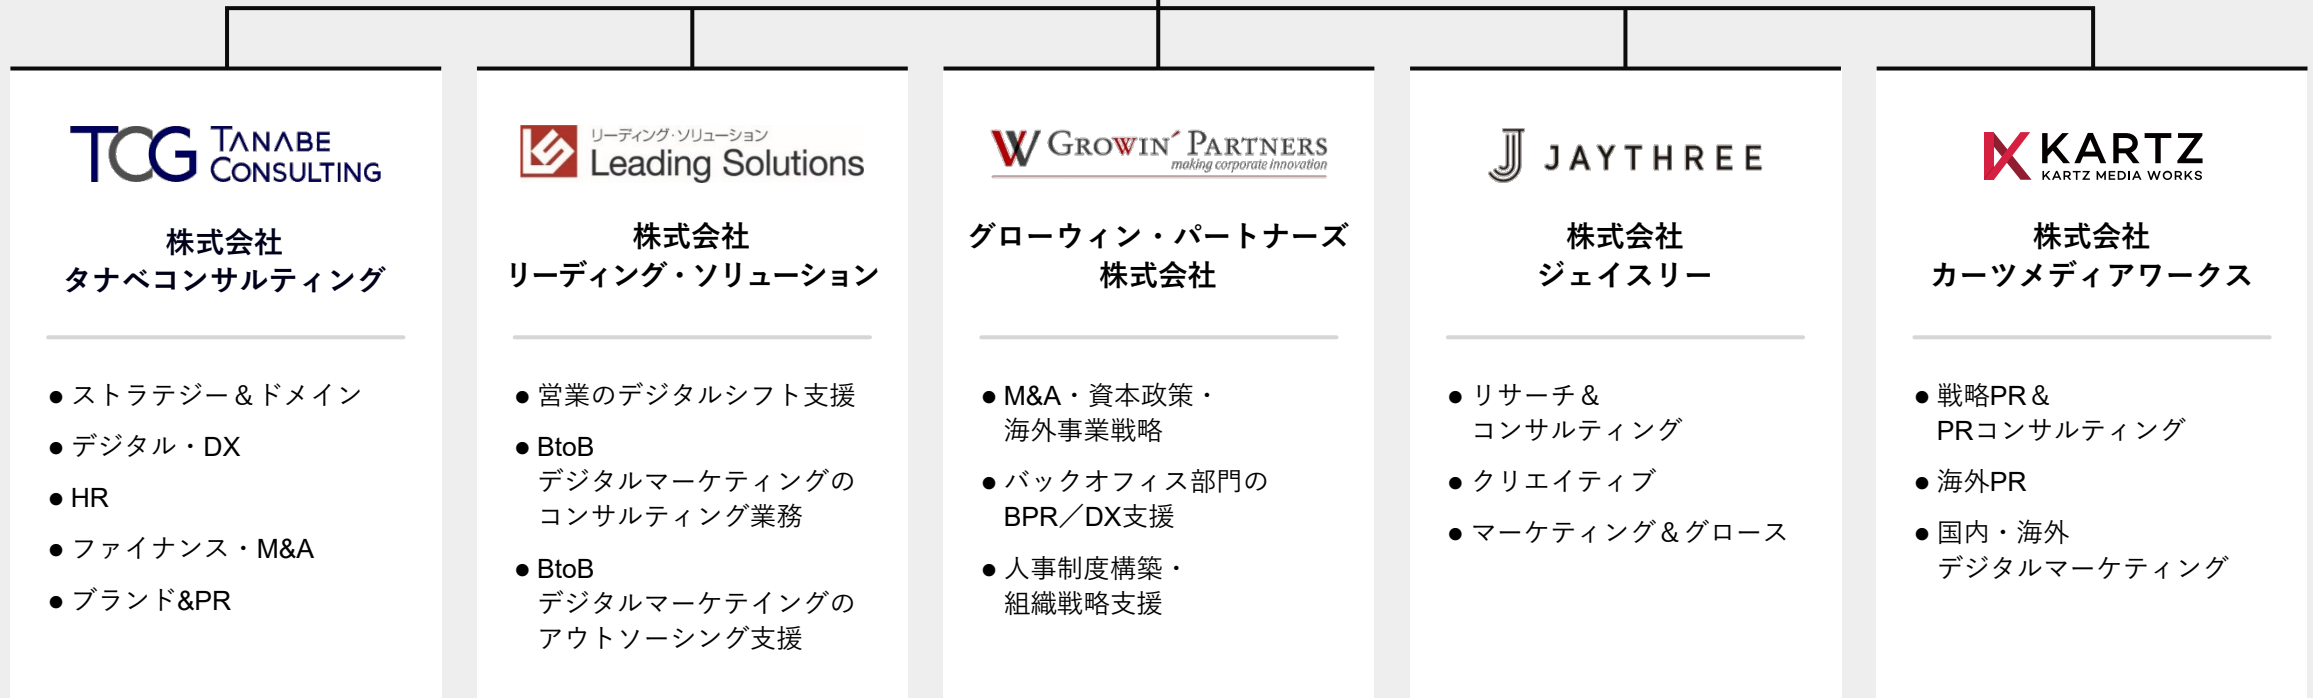 TCG TANABE
CONSULTING
株式会社
タナベコンサルティング
● ストラテジー＆ドメイン
● デジタル・DX
● HR
● ファイナンス・M&A
● ブランド&PR
リーディング・ソリューション
Leading Solutions
株式会社
リーディング・ソリューション
● 営業のデジタルシフト支援
● BtoB
デジタルマーケティングの
コンサルティング業務
● BtoB
デジタルマーケテイングの
アウトソーシング支援
GROWIN´ PARTNERS
making corporate innovation
グローウィン・パートナーズ
株式会社
● M&A・資本政策・
海外事業戦略
● バックオフィス部門の
BPR／DX支援
● 人事制度構築・
組織戦略支援
JAYTHREE
株式会社
ジェイスリー
● リサーチ＆
コンサルティング
● クリエイティブ
● マーケティング＆グロース
KARTZ
KARTZ MEDIA WORKS
株式会社
カーツメディアワークス
● 戦略PR＆
PRコンサルティング
● 海外PR
● 国内・海外
デジタルマーケティング